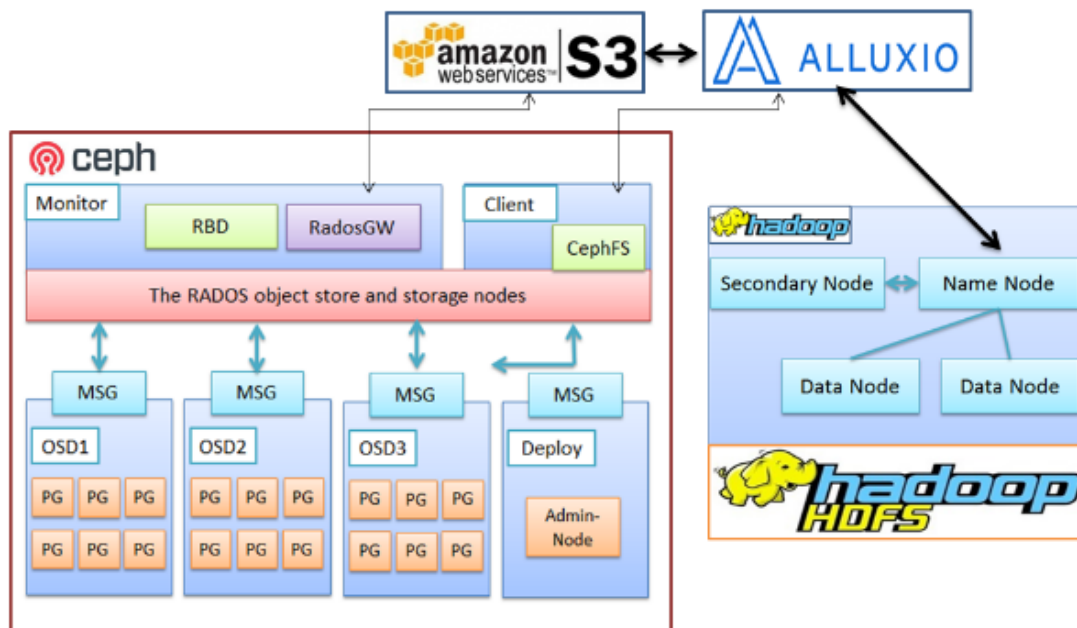 amazon
web services™
S3
ALLUXIO
ceph
Monitor
RBD
RadosGW
Client
CephFS
The RADOS object store and storage nodes
MSG
MSG
MSG
MSG
OSD1
PG PG PG
PG PG PG
OSD2
PG PG PG
PG PG PG
OSD3
PG PG PG
PG PG PG
Deploy
Admin-
Node
hadoop
Secondary Node
Name Node
Data Node
Data Node
hadoop
HDFS